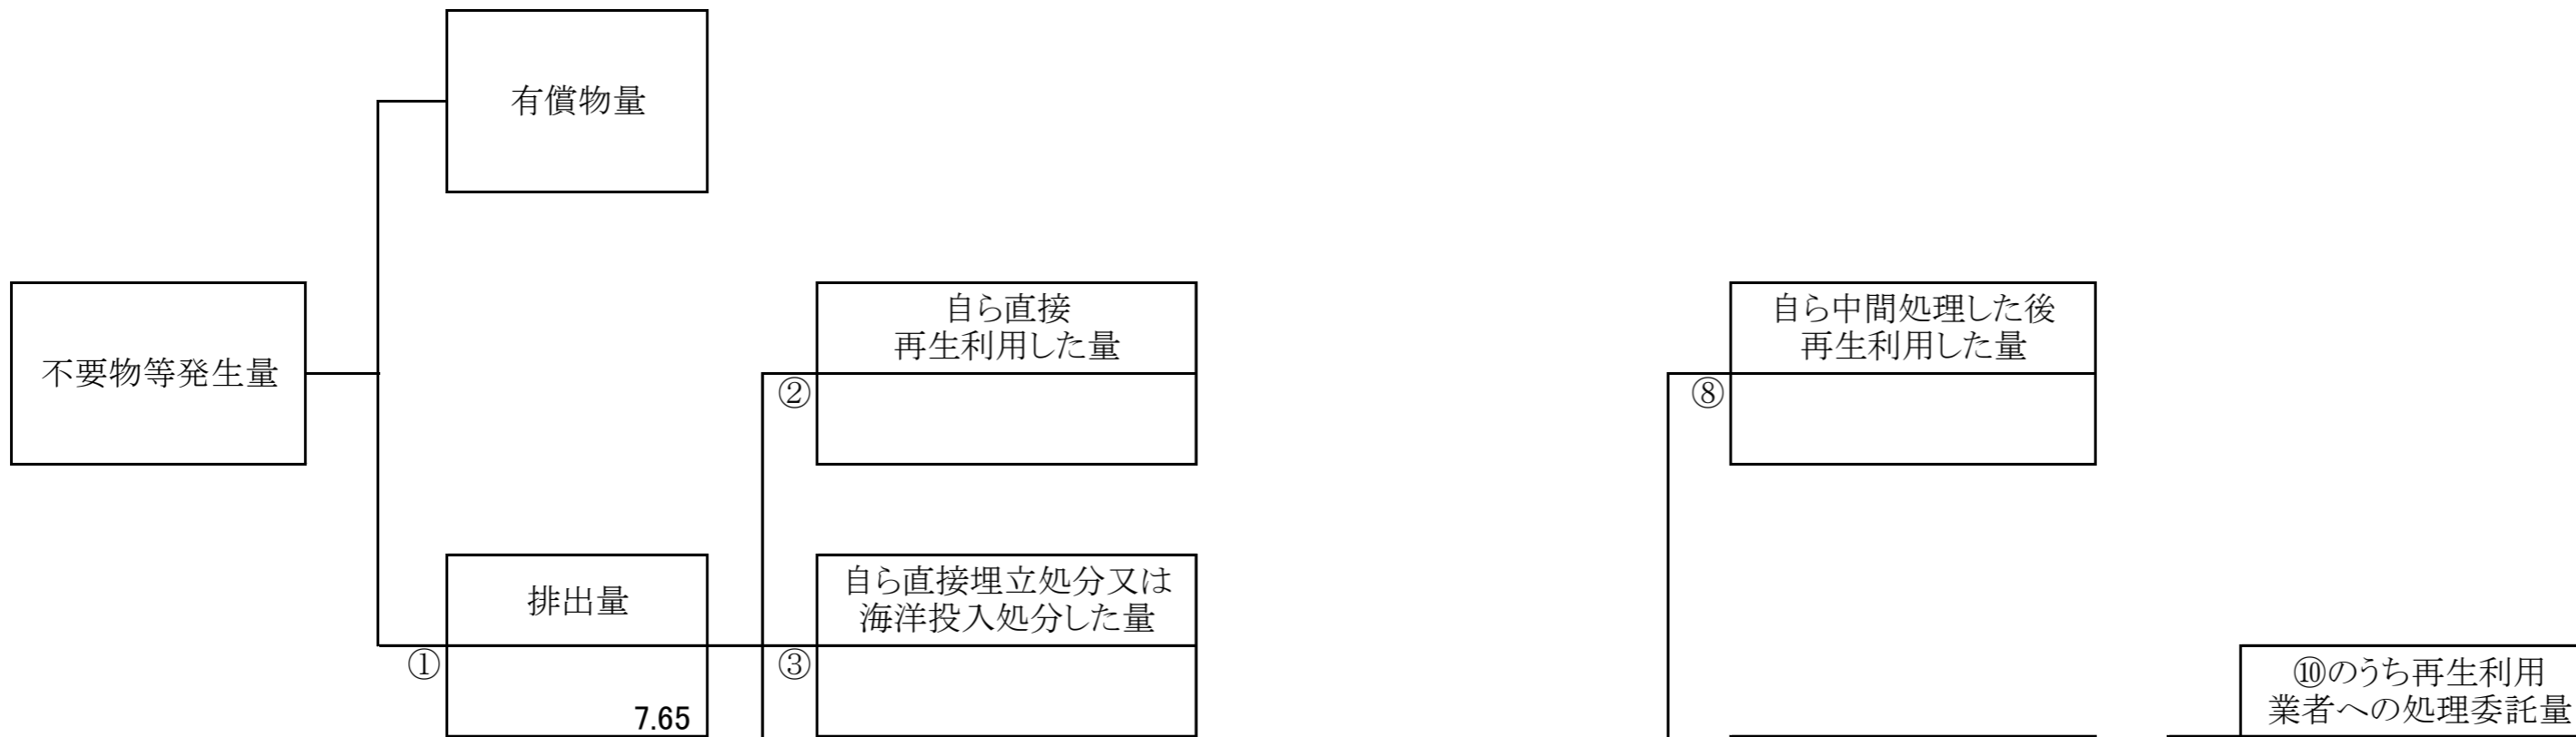 有償物量
不要物等発生量
自ら直接
再生利用した量
②
自ら中間処理した後
再生利用した量
⑧
排出量
①
7.65
自ら直接埋立処分又は
海洋投入処分した量
③
⑩のうち再生利用
業者への処理委託量